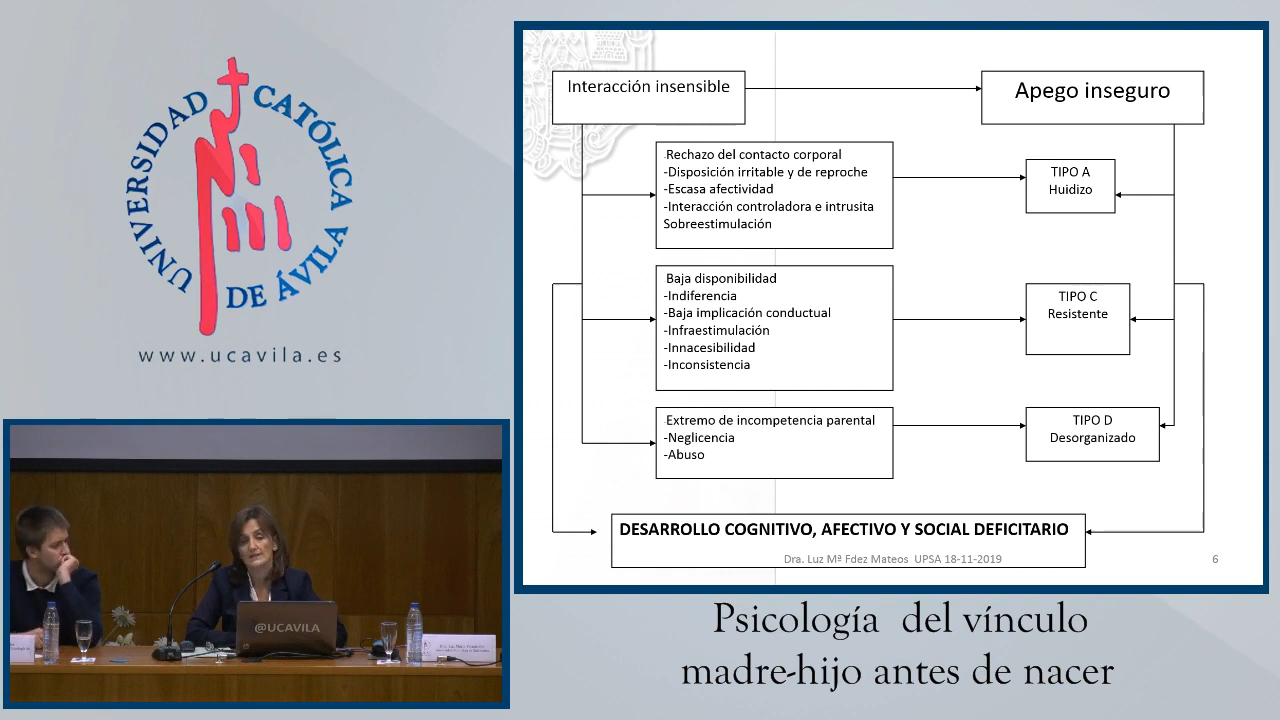 UNIVERSIDAD CATÓLICA DE ÁVILA
www.ucavila.es
Interacción insensible
Apego inseguro
Rechazo del contacto corporal
-Disposición irritable y de reproche
-Escasa afectividad
-Interacción controladora e intrusita
Sobreestimulación
TIPO A
Huidizo
Baja disponibilidad
-Indiferencia
-Baja implicación conductual
-Infraestimulación
-Innacesibilidad
-Inconsistencia
TIPO C
Resistente
Extremo de incompetencia parental
-Neglicencia
-Abuso
TIPO D
Desorganizado
DESARROLLO COGNITIVO, AFECTIVO Y SOCIAL DEFICITARIO
Dra. Luz Mª Fdez Mateos UPSA 18-11-2019
6
@UCAVILA
Psicología del vínculo
madre-hijo antes de nacer